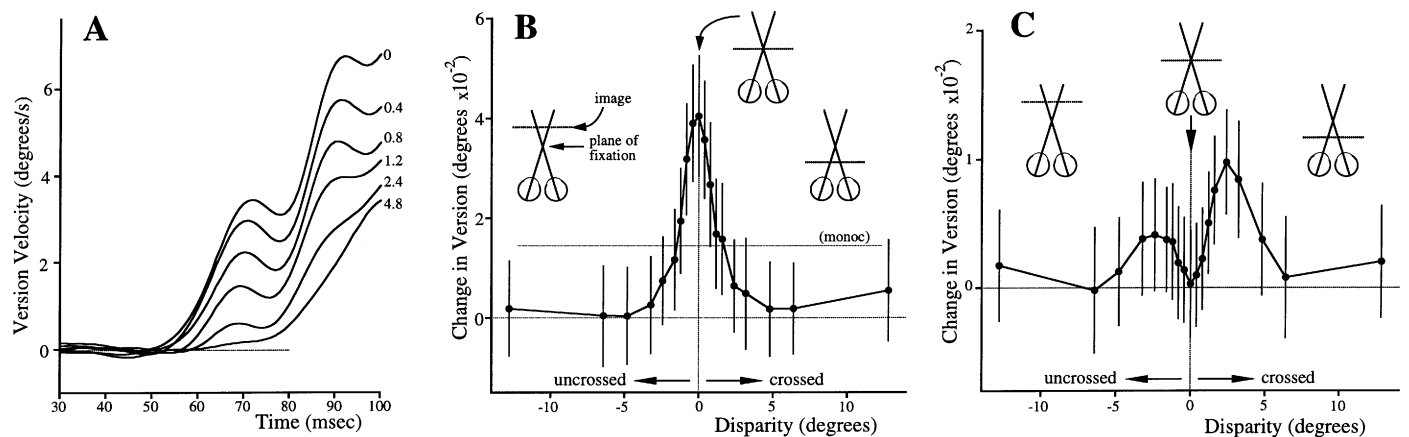 A
Version Velocity (degrees/s)
6
4
2
0
0
0.4
0.8
1.2
2.4
4.8
30 40 50 60 70 80 90 100
Time (msec)
B
Change in Version (degrees x10-2)
6
4
2
0
image
plane of
fixation
(monoc)
uncrossed crossed
-10 -5 0 5 10
Disparity (degrees)
C
Change in Version (degrees x10-2)
2
1
0
uncrossed crossed
-10 -5 0 5 10
Disparity (degrees)